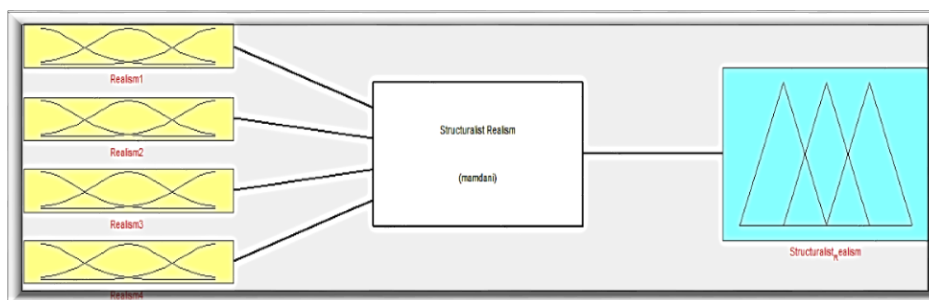 Realism1
Realism2
Realism3
Realism4
Structuralist Realism
(mamdani)
Structuralist_Realism